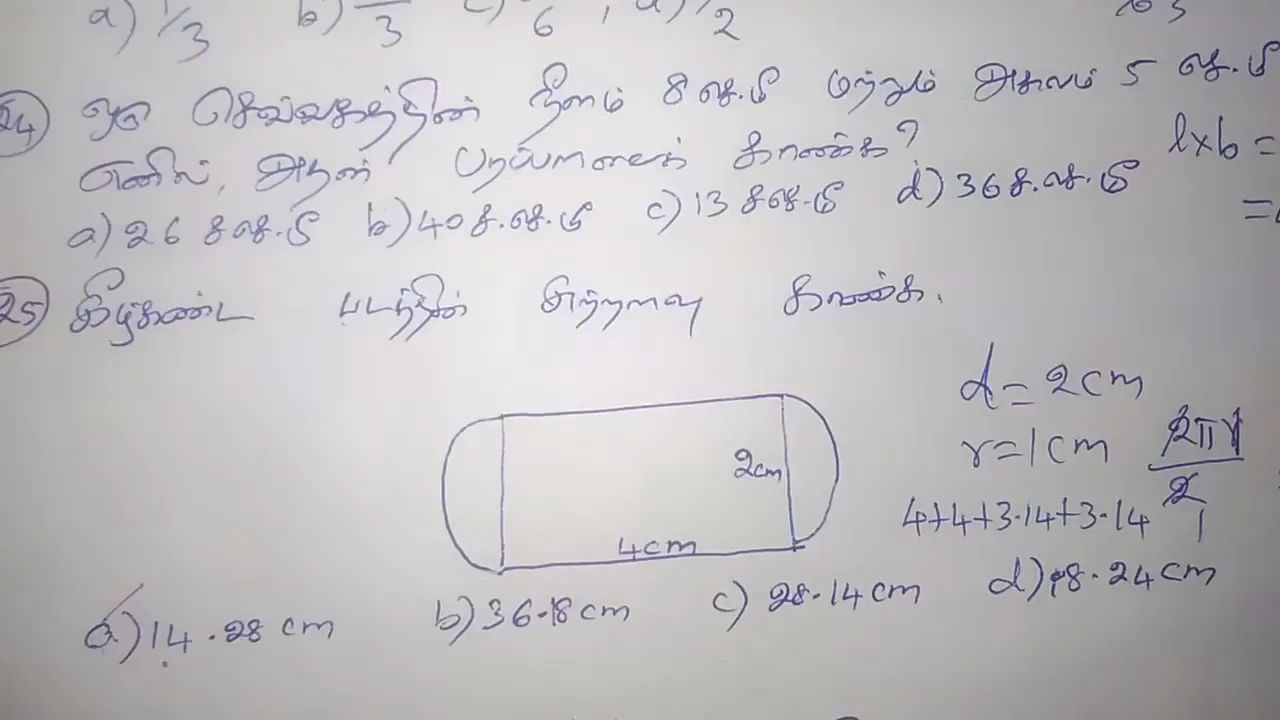 a) 1/3 b) /3 c) /6 , d) /2
24) ஒரு செவ்வகத்தின் நீளம் 8 செ.மீ மற்றும் அகலம் 5 செ.மீ
எனில், அதன் பரப்பளவைக் காண்க?
l×b =
a) 26 ச.செ.மீ b) 40 ச.செ.மீ c) 13 ச.செ.மீ d) 36 ச.செ.மீ
=
25) கீழ்கண்ட படத்தின் சுற்றளவு காண்க.
d = 2cm
2cm
r = 1cm 2πr/2
1
4+4+3.14+3.14
4cm
a) 14.28 cm b) 36.18 cm c) 28.14 cm d) 18.24 cm